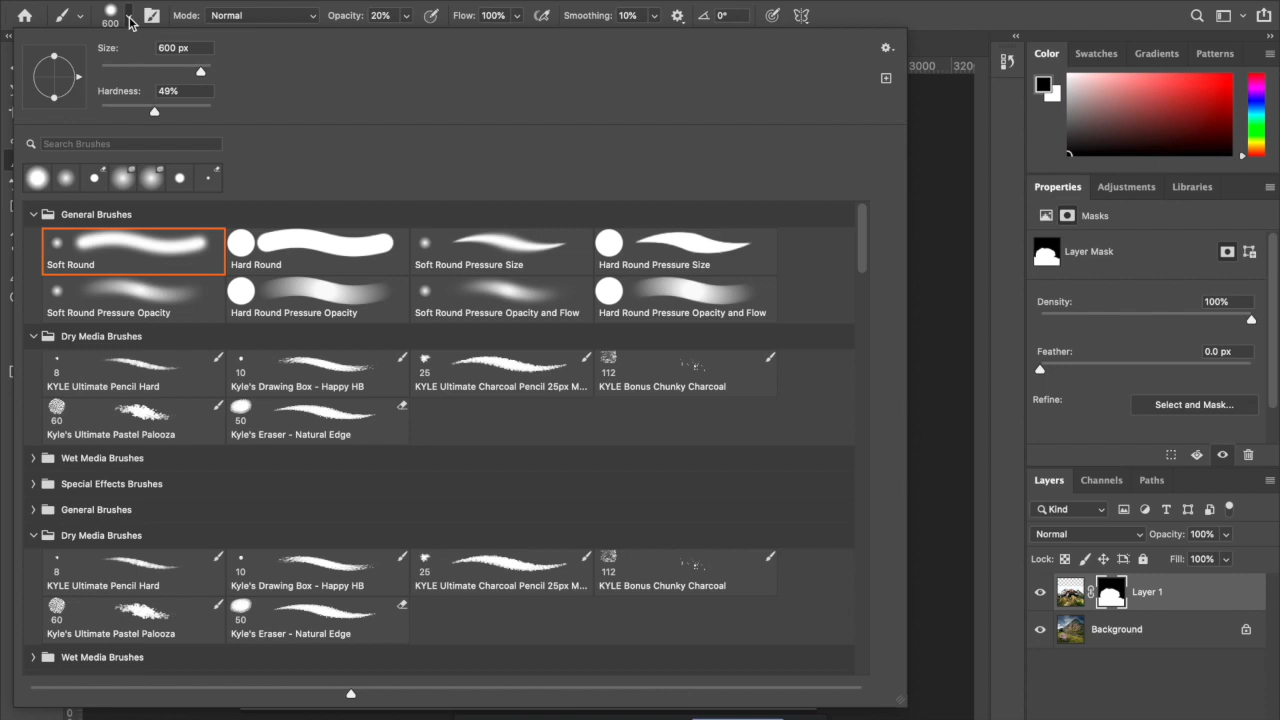 600 Mode: Normal Opacity: 20% Flow: 100% Smoothing: 10% 0°
Size: 600 px
Hardness: 49%
Search Brushes
General Brushes
Soft Round Hard Round Soft Round Pressure Size Hard Round Pressure Size
Soft Round Pressure Opacity Hard Round Pressure Opacity Soft Round Pressure Opacity and Flow Hard Round Pressure Opacity and Flow
Dry Media Brushes
8 10 25 112
KYLE Ultimate Pencil Hard Kyle's Drawing Box - Happy HB KYLE Ultimate Charcoal Pencil 25px M... KYLE Bonus Chunky Charcoal
60 50
Kyle's Ultimate Pastel Palooza Kyle's Eraser - Natural Edge
Wet Media Brushes
Special Effects Brushes
General Brushes
Dry Media Brushes
8 10 25 112
KYLE Ultimate Pencil Hard Kyle's Drawing Box - Happy HB KYLE Ultimate Charcoal Pencil 25px M... KYLE Bonus Chunky Charcoal
60 50
Kyle's Ultimate Pastel Palooza Kyle's Eraser - Natural Edge
Wet Media Brushes
0
3000 320
Color Swatches Gradients Patterns
Properties Adjustments Libraries
Masks
Layer Mask
Density: 100%
Feather: 0.0 px
Refine: Select and Mask...
Layers Channels Paths
Kind
Normal Opacity: 100%
Lock: Fill: 100%
Layer 1
Background